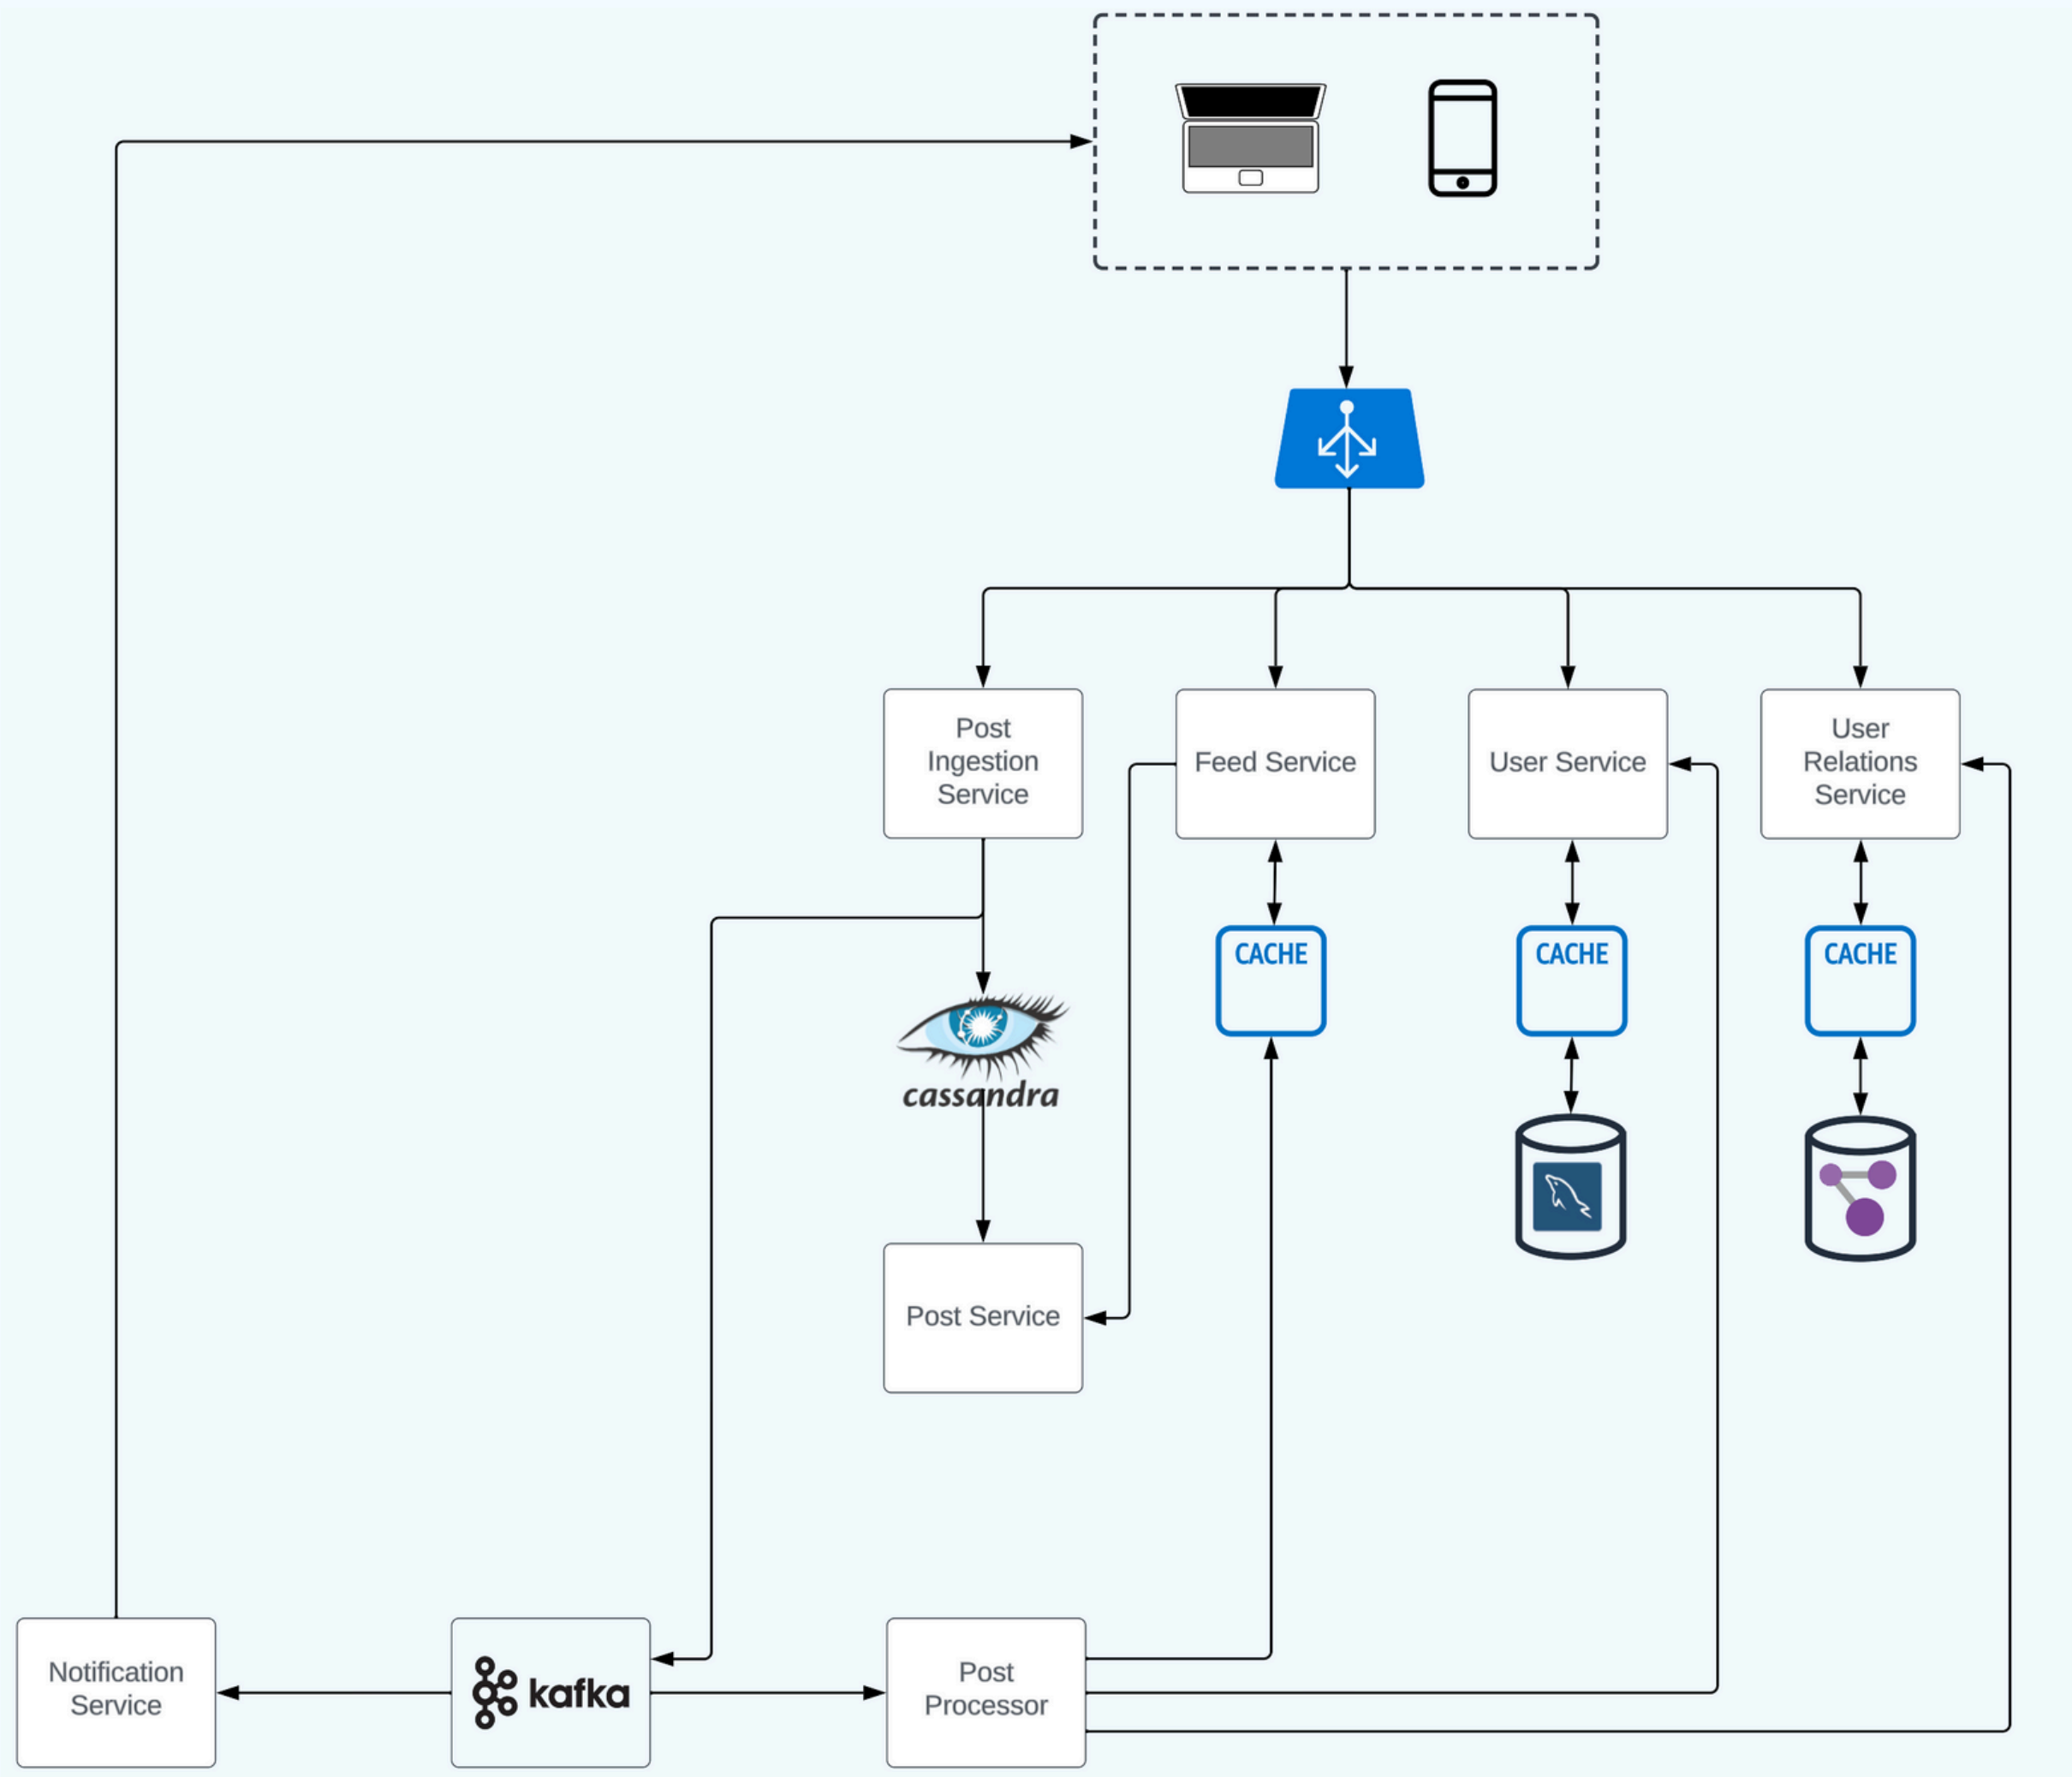 Post
Ingestion
Service
Feed Service
User Service
User
Relations
Service
CACHE
CACHE
CACHE
cassandra
Post Service
Notification
Service
kafka
Post
Processor